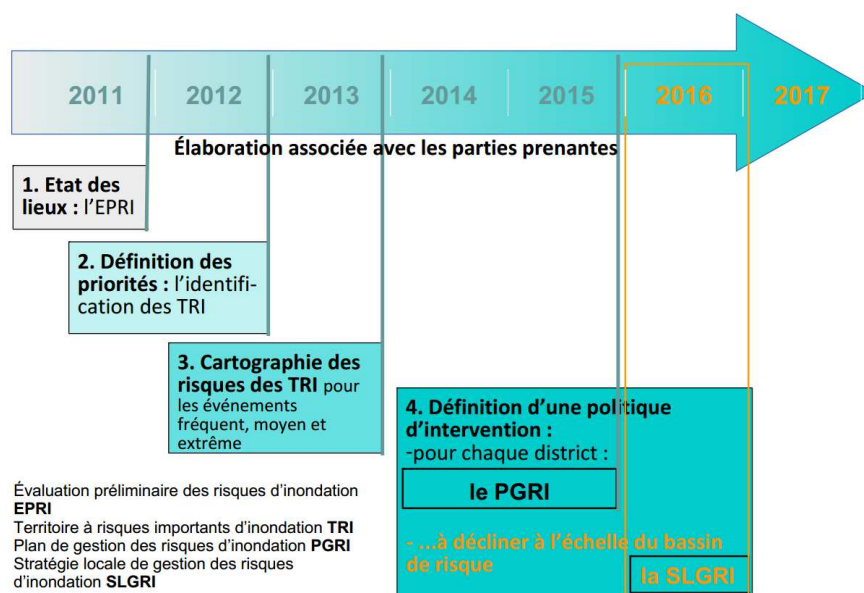 2011 2012 2013 2014 2015 2016 2017
Élaboration associée avec les parties prenantes
1. Etat des
lieux : l'EPRI
2. Définition des
priorités : l'identifi-
cation des TRI
3. Cartographie des
risques des TRI pour
les événements
fréquent, moyen et
extrême
4. Définition d'une politique
d'intervention :
-pour chaque district :
le PGRI
- ...à décliner à l'échelle du bassin
de risque
la SLGRI
Évaluation préliminaire des risques d'inondation
EPRI
Territoire à risques importants d'inondation TRI
Plan de gestion des risques d'inondation PGRI
Stratégie locale de gestion des risques
d'inondation SLGRI